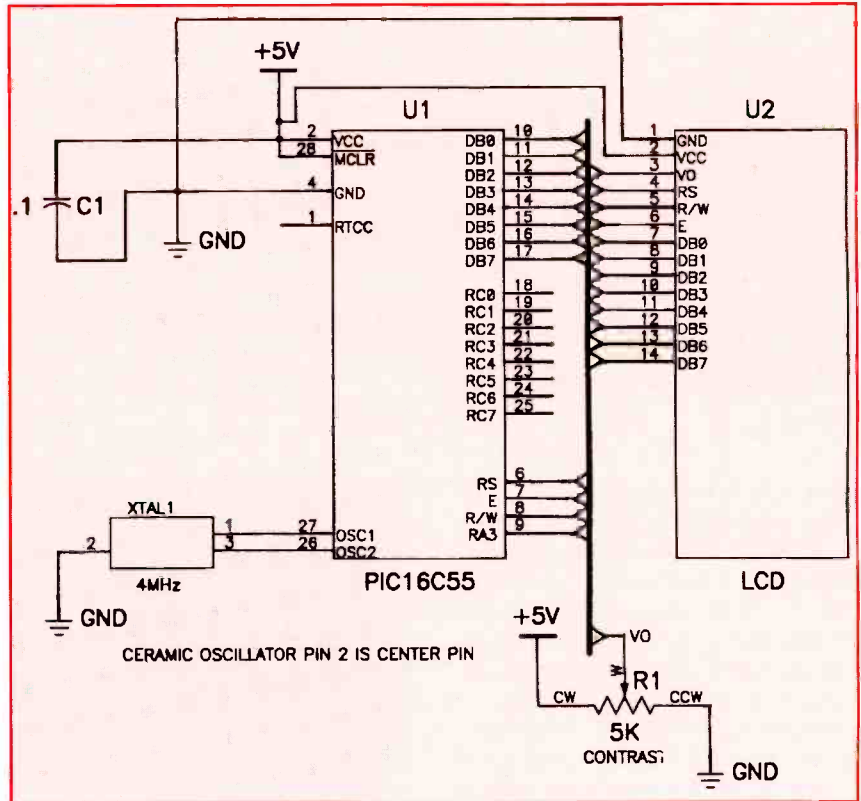 +5V
U1
U2
2 VCC
28 MCLR
4 GND
1 RTCC
.1 C1
GND
DB0 10
DB1 11
DB2 12
DB3 13
DB4 14
DB5 15
DB6 16
DB7 17
RC0 18
RC1 19
RC2 20
RC3 21
RC4 22
RC5 23
RC6 24
RC7 25
RS 6
E 7
R/W 8
RA3 9
1 GND
2 VCC
3 VO
4 RS
5 R/W
6 E
7 DB0
8 DB1
9 DB2
10 DB3
11 DB4
12 DB5
13 DB6
14 DB7
XTAL1
2
1 27 OSC1
3 26 OSC2
4MHz
GND
PIC16C55
LCD
CERAMIC OSCILLATOR PIN 2 IS CENTER PIN
+5V
VO
W
R1
CW
CCW
5K
CONTRAST
GND